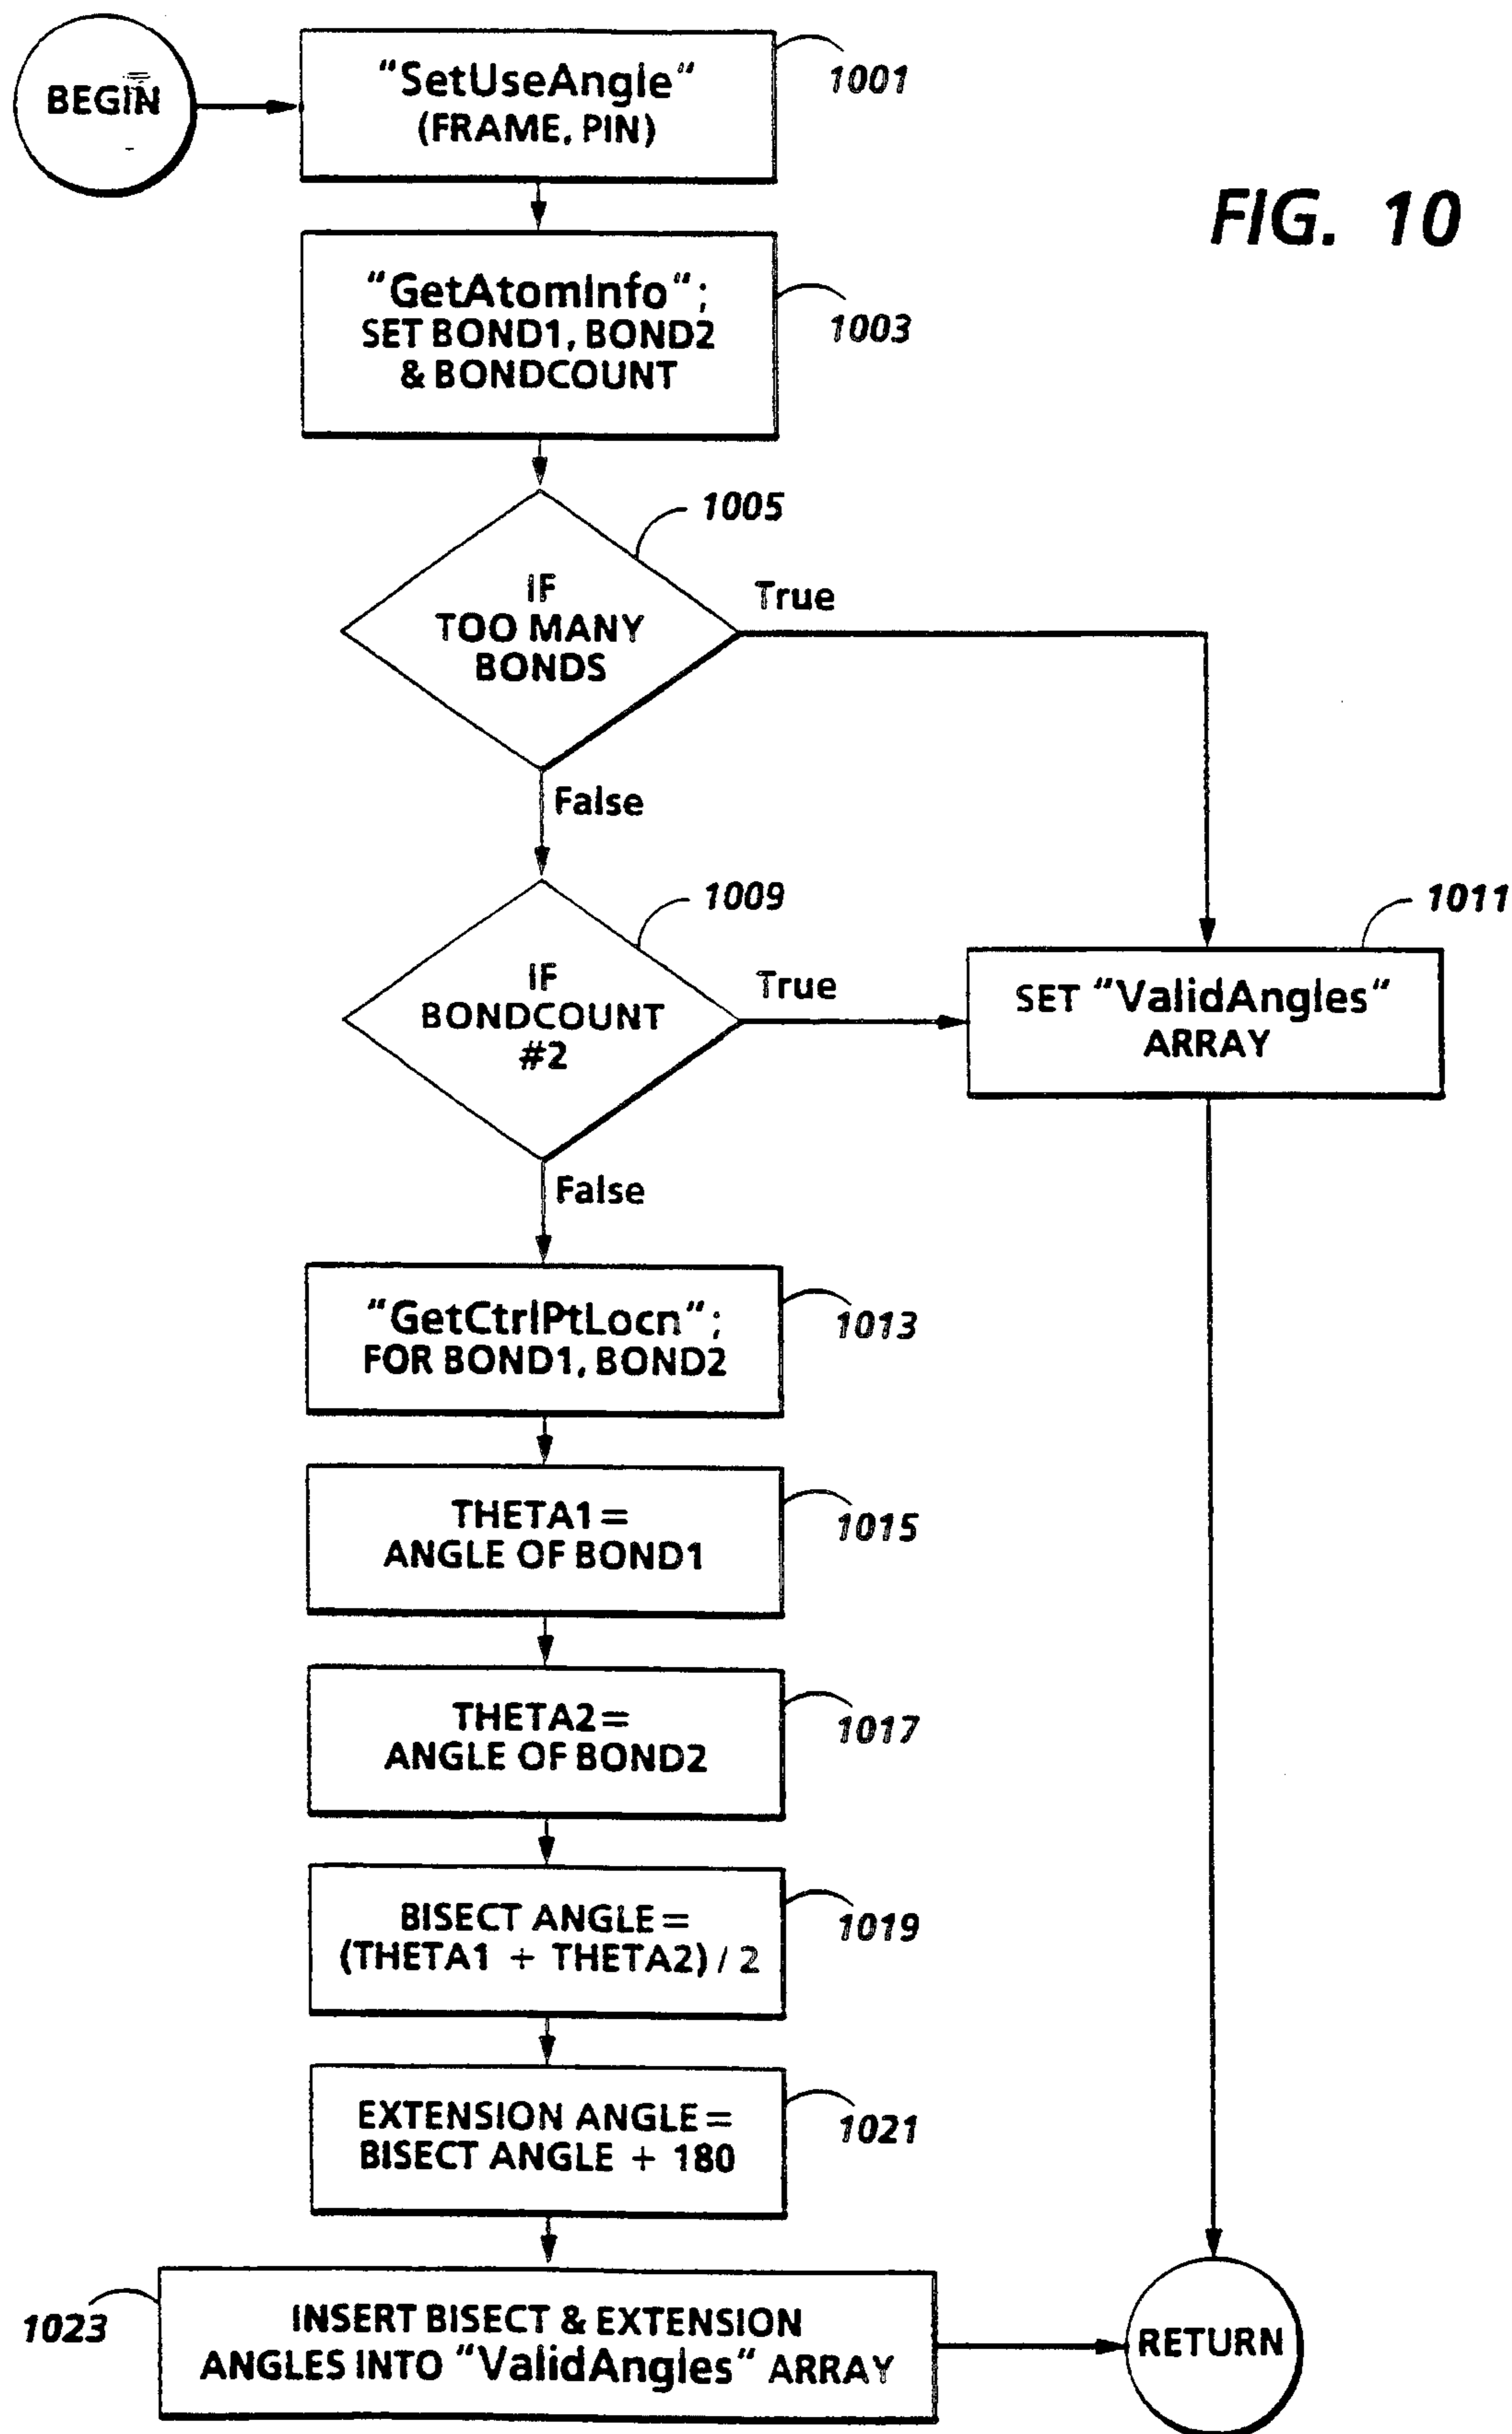 BEGIN
"SetUseAngle"
(FRAME, PIN)
1001
FIG. 10
"GetAtomInfo";
SET BOND1, BOND2
& BONDCOUNT
1003
1005
IF
TOO MANY
BONDS
True
False
1009
IF
BONDCOUNT
#2
True
1011
SET "ValidAngles"
ARRAY
False
"GetCtrlPtLocn";
FOR BOND1, BOND2
1013
THETA1=
ANGLE OF BOND1
1015
THETA2=
ANGLE OF BOND2
1017
BISECT ANGLE=
(THETA1 + THETA2) / 2
1019
EXTENSION ANGLE=
BISECT ANGLE + 180
1021
1023
INSERT BISECT & EXTENSION
ANGLES INTO "ValidAngles" ARRAY
RETURN